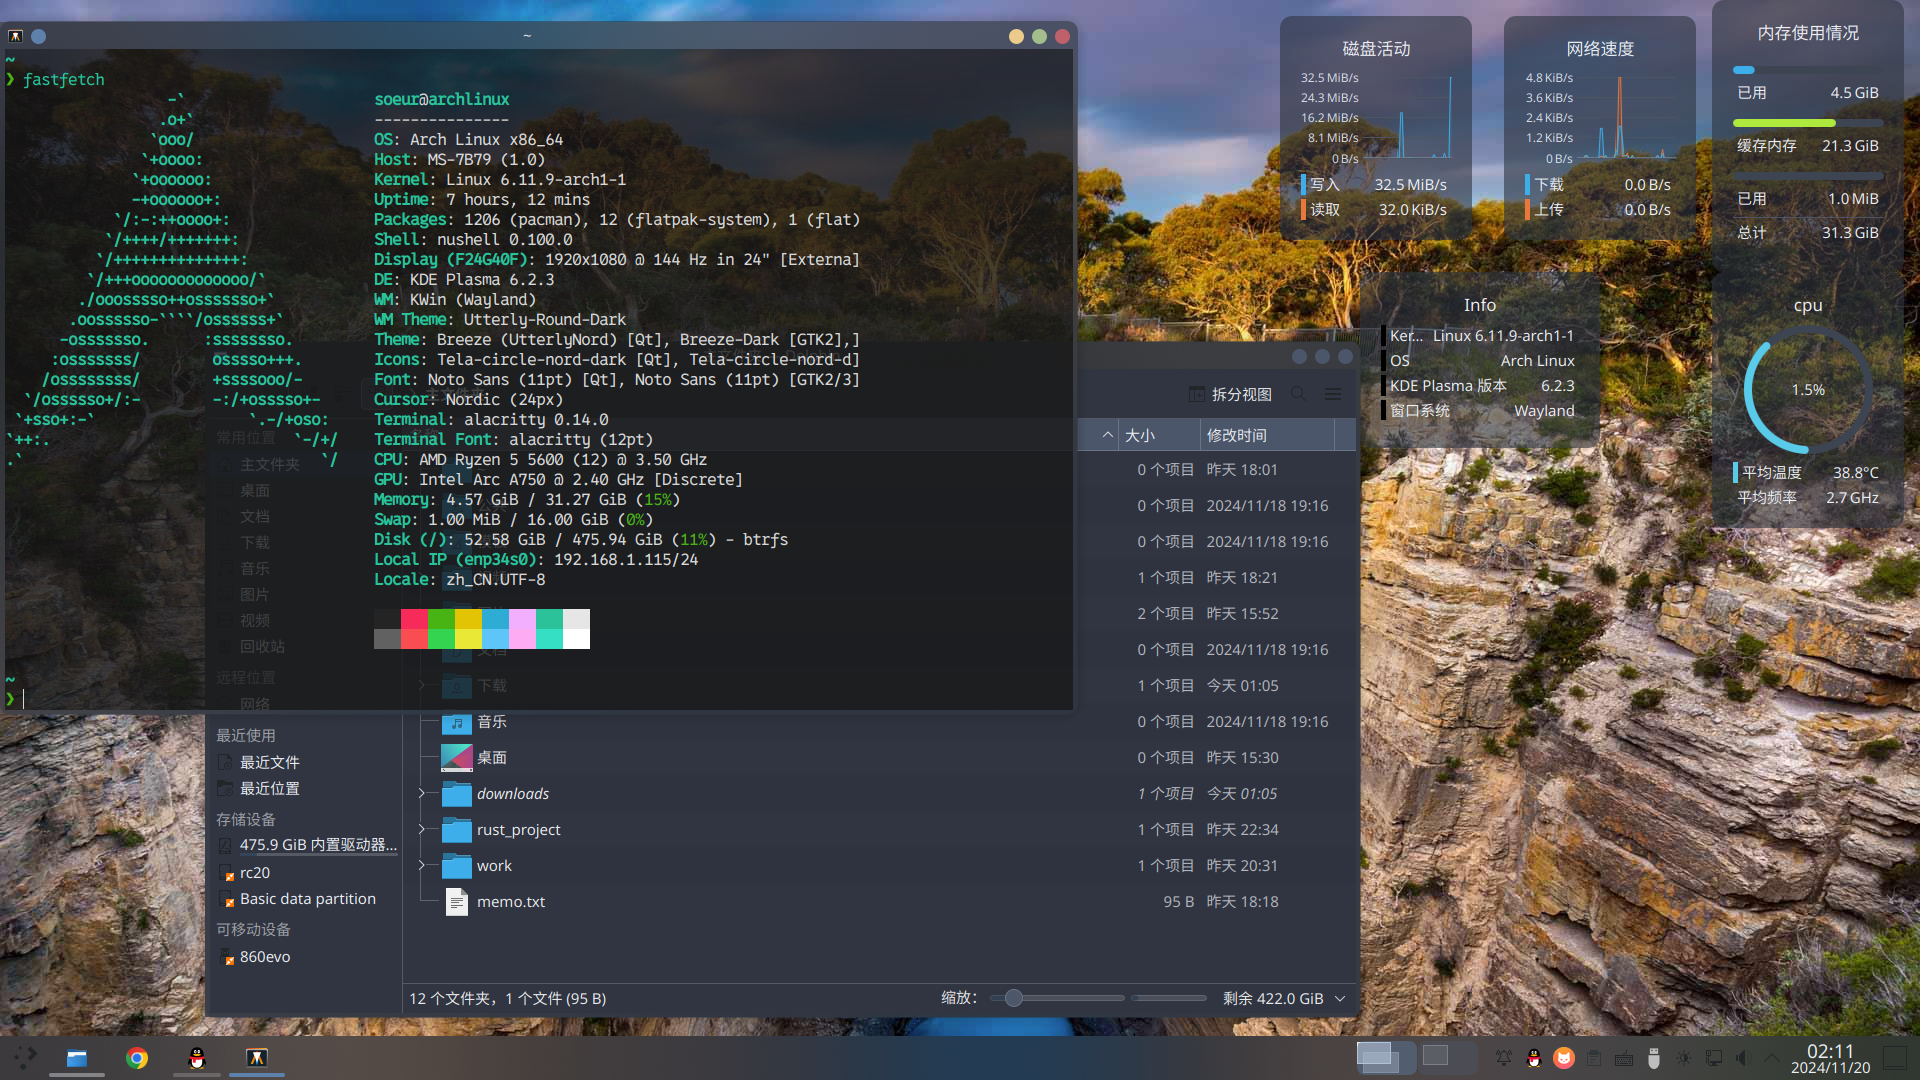 ~
~
❯ fastfetch
soeur@archlinux
---------------
OS: Arch Linux x86_64
Host: MS-7B79 (1.0)
Kernel: Linux 6.11.9-arch1-1
Uptime: 7 hours, 12 mins
Packages: 1206 (pacman), 12 (flatpak-system), 1 (flat)
Shell: nushell 0.100.0
Display (F24G40F): 1920x1080 @ 144 Hz in 24" [Externa]
DE: KDE Plasma 6.2.3
WM: KWin (Wayland)
WM Theme: Utterly-Round-Dark
Theme: Breeze (UtterlyNord) [Qt], Breeze-Dark [GTK2],]
Icons: Tela-circle-nord-dark [Qt], Tela-circle-nord-d]
Font: Noto Sans (11pt) [Qt], Noto Sans (11pt) [GTK2/3]
Cursor: Nordic (24px)
Terminal: alacritty 0.14.0
Terminal Font: alacritty (12pt)
CPU: AMD Ryzen 5 5600 (12) @ 3.50 GHz
GPU: Intel Arc A750 @ 2.40 GHz [Discrete]
Memory: 4.57 GiB / 31.27 GiB (15%)
Swap: 1.00 MiB / 16.00 GiB (0%)
Disk (/): 52.58 GiB / 475.94 GiB (11%) - btrfs
Local IP (enp34s0): 192.168.1.115/24
Locale: zh_CN.UTF-8
~
❯
常用位置
主文件夹
桌面
文档
下载
音乐
图片
视频
回收站
远程位置
网络
最近使用
最近文件
最近位置
存储设备
475.9 GiB 内置驱动器...
rc20
Basic data partition
可移动设备
860evo
拆分视图
大小 修改时间
0 个项目 昨天 18:01
0 个项目 2024/11/18 19:16
0 个项目 2024/11/18 19:16
1 个项目 昨天 18:21
2 个项目 昨天 15:52
文档 0 个项目 2024/11/18 19:16
下载 1 个项目 今天 01:05
音乐 0 个项目 2024/11/18 19:16
桌面 0 个项目 昨天 15:30
downloads 1 个项目 今天 01:05
rust_project 1 个项目 昨天 22:34
work 1 个项目 昨天 20:31
memo.txt 95 B 昨天 18:18
12 个文件夹，1 个文件 (95 B) 缩放： 剩余 422.0 GiB
磁盘活动
32.5 MiB/s
24.3 MiB/s
16.2 MiB/s
8.1 MiB/s
0 B/s
写入 32.5 MiB/s
读取 32.0 KiB/s
网络速度
4.8 KiB/s
3.6 KiB/s
2.4 KiB/s
1.2 KiB/s
0 B/s
下载 0.0 B/s
上传 0.0 B/s
内存使用情况
已用 4.5 GiB
缓存内存 21.3 GiB
已用 1.0 MiB
总计 31.3 GiB
Info
Ker... Linux 6.11.9-arch1-1
OS Arch Linux
KDE Plasma 版本 6.2.3
窗口系统 Wayland
cpu
1.5%
平均温度 38.8°C
平均频率 2.7 GHz
02:11
2024/11/20